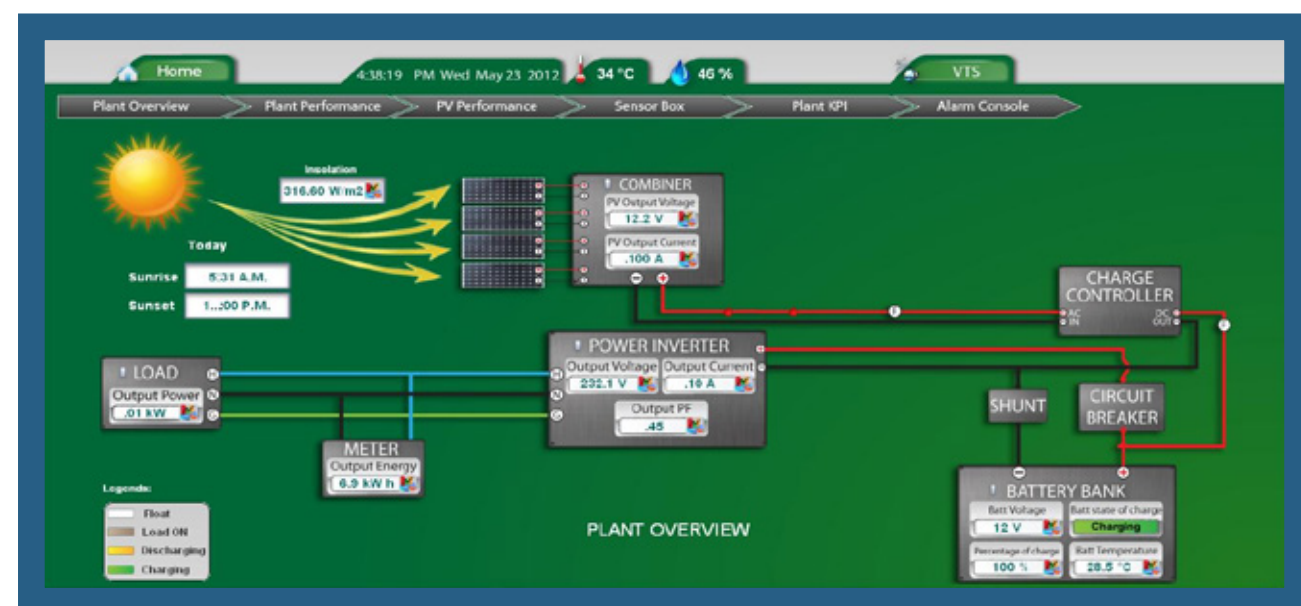 Home
4:38:19 PM Wed May 23 2012
34 °C
46 %
VTS
Plant Overview
Plant Performance
PV Performance
Sensor Box
Plant KPI
Alarm Console
Insolation
316.60 W/m2
COMBINER
PV Output Voltage
12.2 V
PV Output Current
.100 A
Today
Sunrise
5:31 A.M.
Sunset
P.M.
CHARGE
CONTROLLER
AC
IN
DC
OUT
POWER INVERTER
Output Voltage
Output Current
232.1 V
A
Output PF
.45
LOAD
Output Power
.01 kW
H
N
G
H
N
G
METER
Output Energy
6.9 kW h
SHUNT
CIRCUIT
BREAKER
BATTERY BANK
Batt Voltage
Batt state of charge
12 V
Charging
Percentage of charge
Batt Temperature
100 %
28.5 °C
Legends:
Float
Load ON
Discharging
Charging
PLANT OVERVIEW